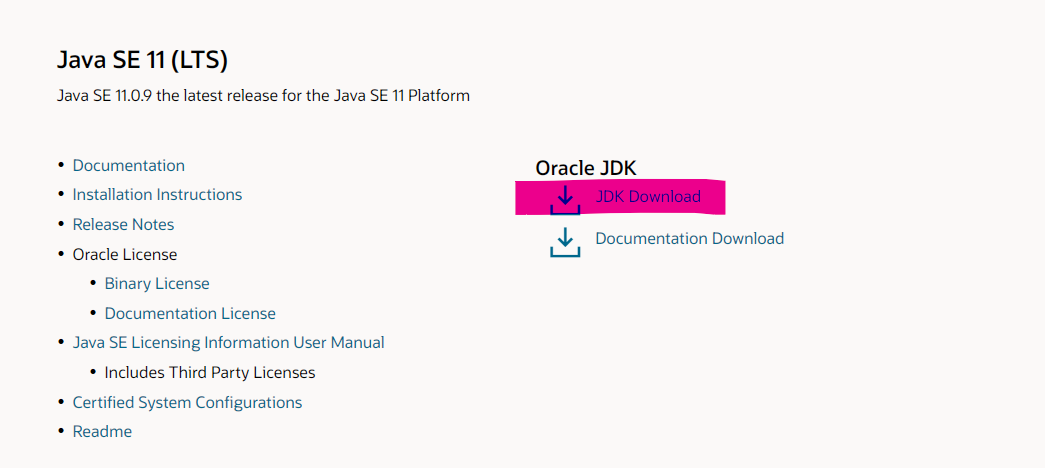 Java SE 11 (LTS)
Java SE 11.0.9 the latest release for the Java SE 11 Platform
• Documentation
• Installation Instructions
• Release Notes
• Oracle License
• Binary License
• Documentation License
• Java SE Licensing Information User Manual
• Includes Third Party Licenses
• Certified System Configurations
• Readme
Oracle JDK
JDK Download
Documentation Download